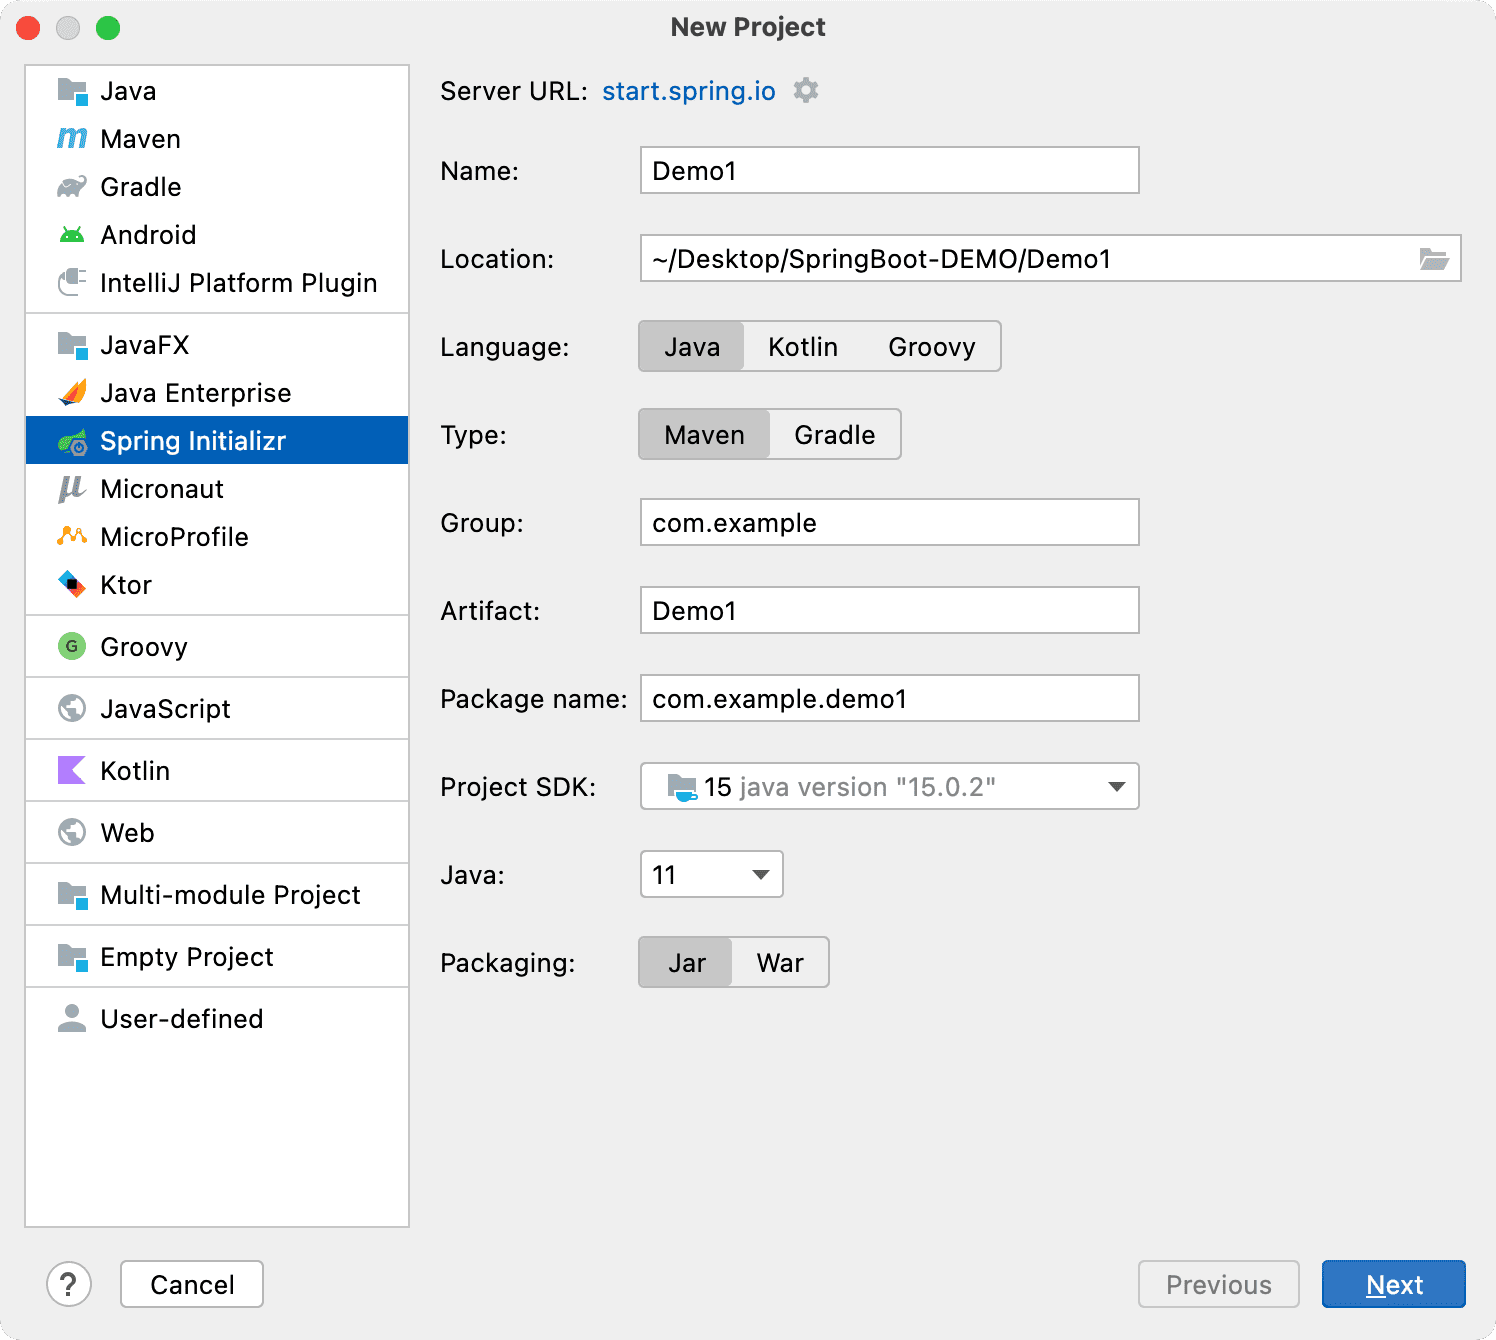 New Project
Java
Maven
Gradle
Android
IntelliJ Platform Plugin
JavaFX
Java Enterprise
Spring Initializr
Micronaut
MicroProfile
Ktor
G Groovy
JavaScript
Kotlin
Web
Multi-module Project
Empty Project
User-defined
Server URL: start.spring.io
Name: Demo1
Location: ~/Desktop/SpringBoot-DEMO/Demo1
Language: Java Kotlin Groovy
Type: Maven Gradle
Group: com.example
Artifact: Demo1
Package name: com.example.demo1
Project SDK: 15 java version "15.0.2"
Java: 11
Packaging: Jar War
? Cancel Previous Next